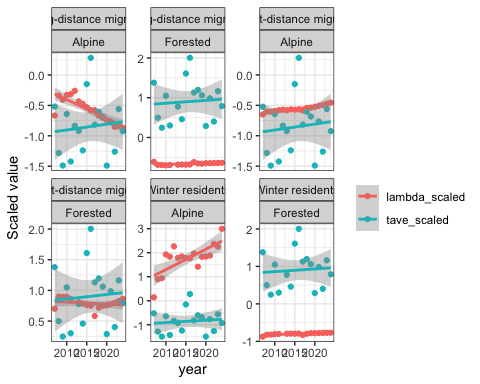 g-distance migr g-distance migr t-distance migr
Alpine Forested Alpine
0.0 2 0.0
-0.5 1 -0.5
-1.0 0 -1.0
-1.5 -1.5
t-distance migr Winter residents Winter residents
Forested Alpine Forested
2.0 3 2
1.5 2 1
1.0 1 0
0.5 0 -1
-1
2010 2015 2020 2010 2015 2020 2010 2015 2020
year
Scaled value
lambda_scaled
tave_scaled